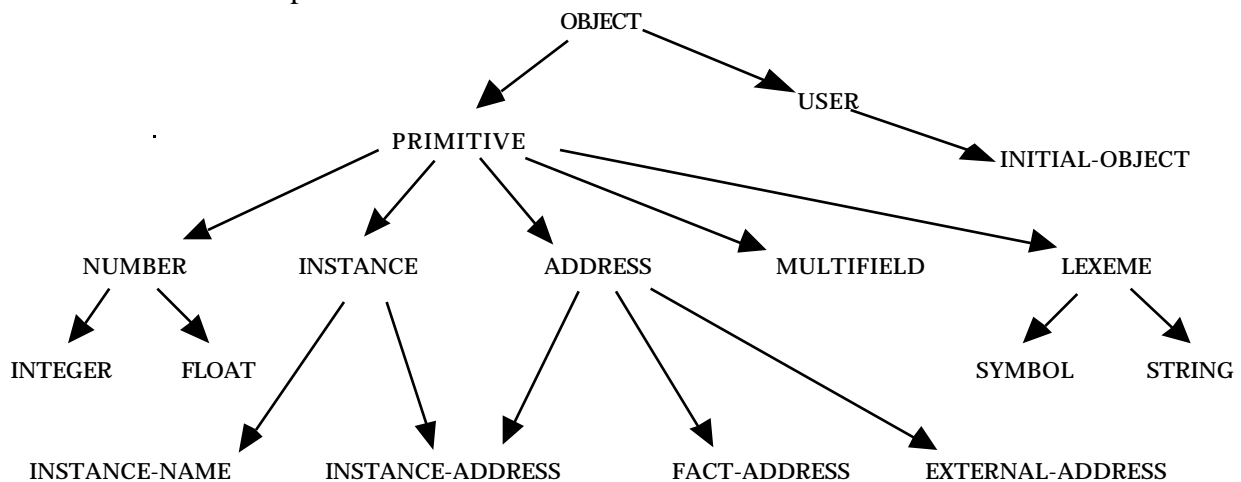 OBJECT
USER
PRIMITIVE
INITIAL-OBJECT
NUMBER INSTANCE ADDRESS MULTIFIELD LEXEME
INTEGER FLOAT SYMBOL STRING
INSTANCE-NAME INSTANCE-ADDRESS FACT-ADDRESS EXTERNAL-ADDRESS